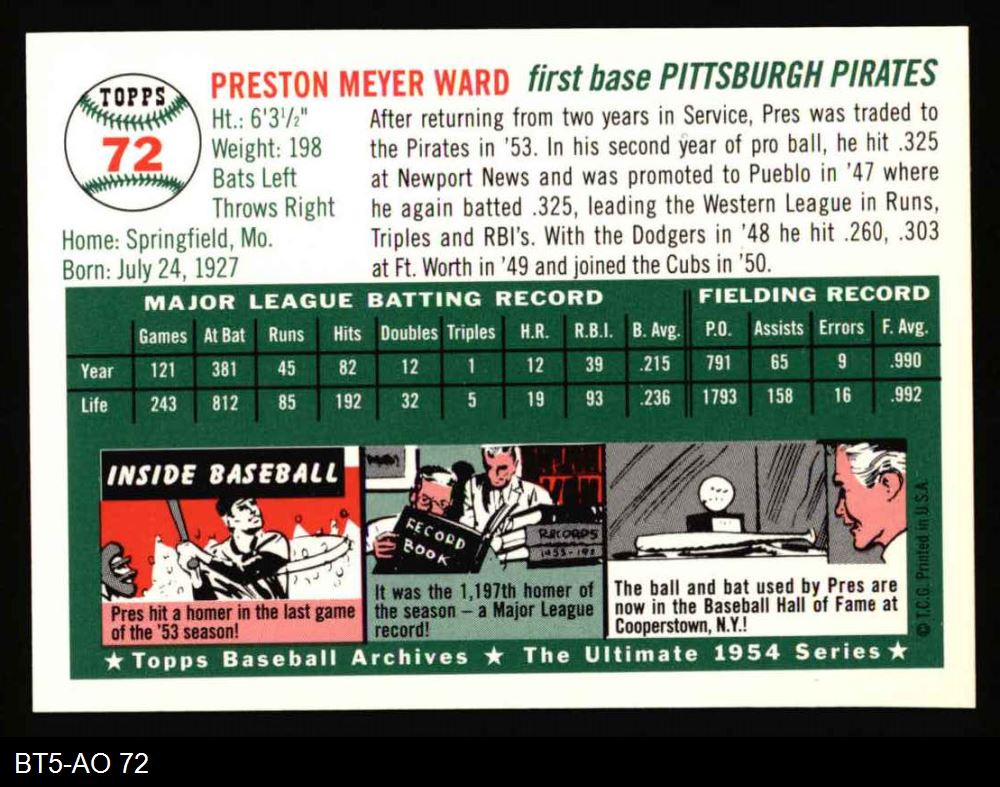 TOPPS
72
PRESTON MEYER WARD first base PITTSBURGH PIRATES
Ht.: 6'3½"
Weight: 198
Bats Left
Throws Right
Home: Springfield, Mo.
Born: July 24, 1927
After returning from two years in Service, Pres was traded to
the Pirates in '53. In his second year of pro ball, he hit .325
at Newport News and was promoted to Pueblo in '47 where
he again batted .325, leading the Western League in Runs,
Triples and RBI's. With the Dodgers in '48 he hit .260, .303
at Ft. Worth in '49 and joined the Cubs in '50.
MAJOR LEAGUE BATTING RECORD FIELDING RECORD
Games At Bat Runs Hits Doubles Triples H.R. R.B.I. B. Avg. P.O. Assists Errors F. Avg.
Year 121 381 45 82 12 1 12 39 .215 791 65 9 .990
Life 243 812 85 192 32 5 19 93 .236 1793 158 16 .992
INSIDE BASEBALL
Pres hit a homer in the last game
of the '53 season!
RECORD
BOOK
RECORDS
It was the 1,197th homer of
the season – a Major League
record!
The ball and bat used by Pres are
now in the Baseball Hall of Fame at
Cooperstown, N.Y.!
© T.C.G. Printed in U.S.A.
★ Topps Baseball Archives ★ The Ultimate 1954 Series ★
BT5-AO 72